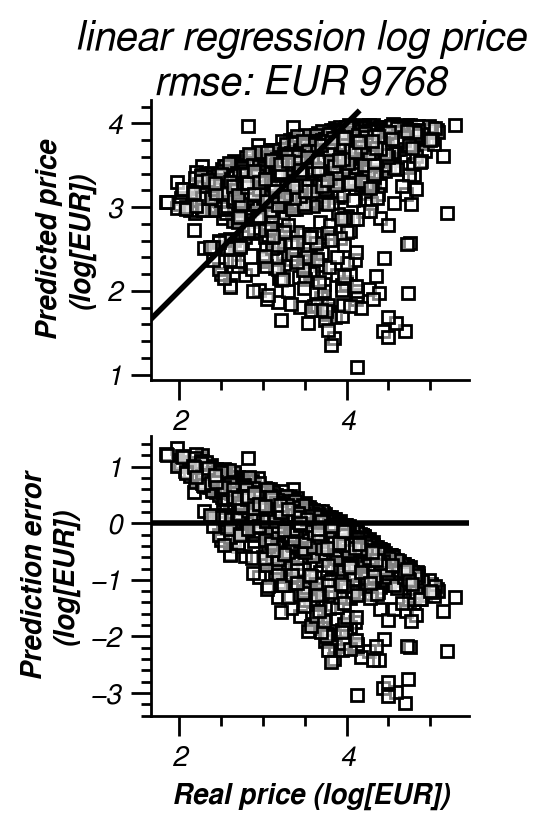 linear regression log price
rmse: EUR 9768
4
3
2
1
Predicted price
(log[EUR])
2
4
1
0
−1
−2
−3
Prediction error
(log[EUR])
2
4
Real price (log[EUR])